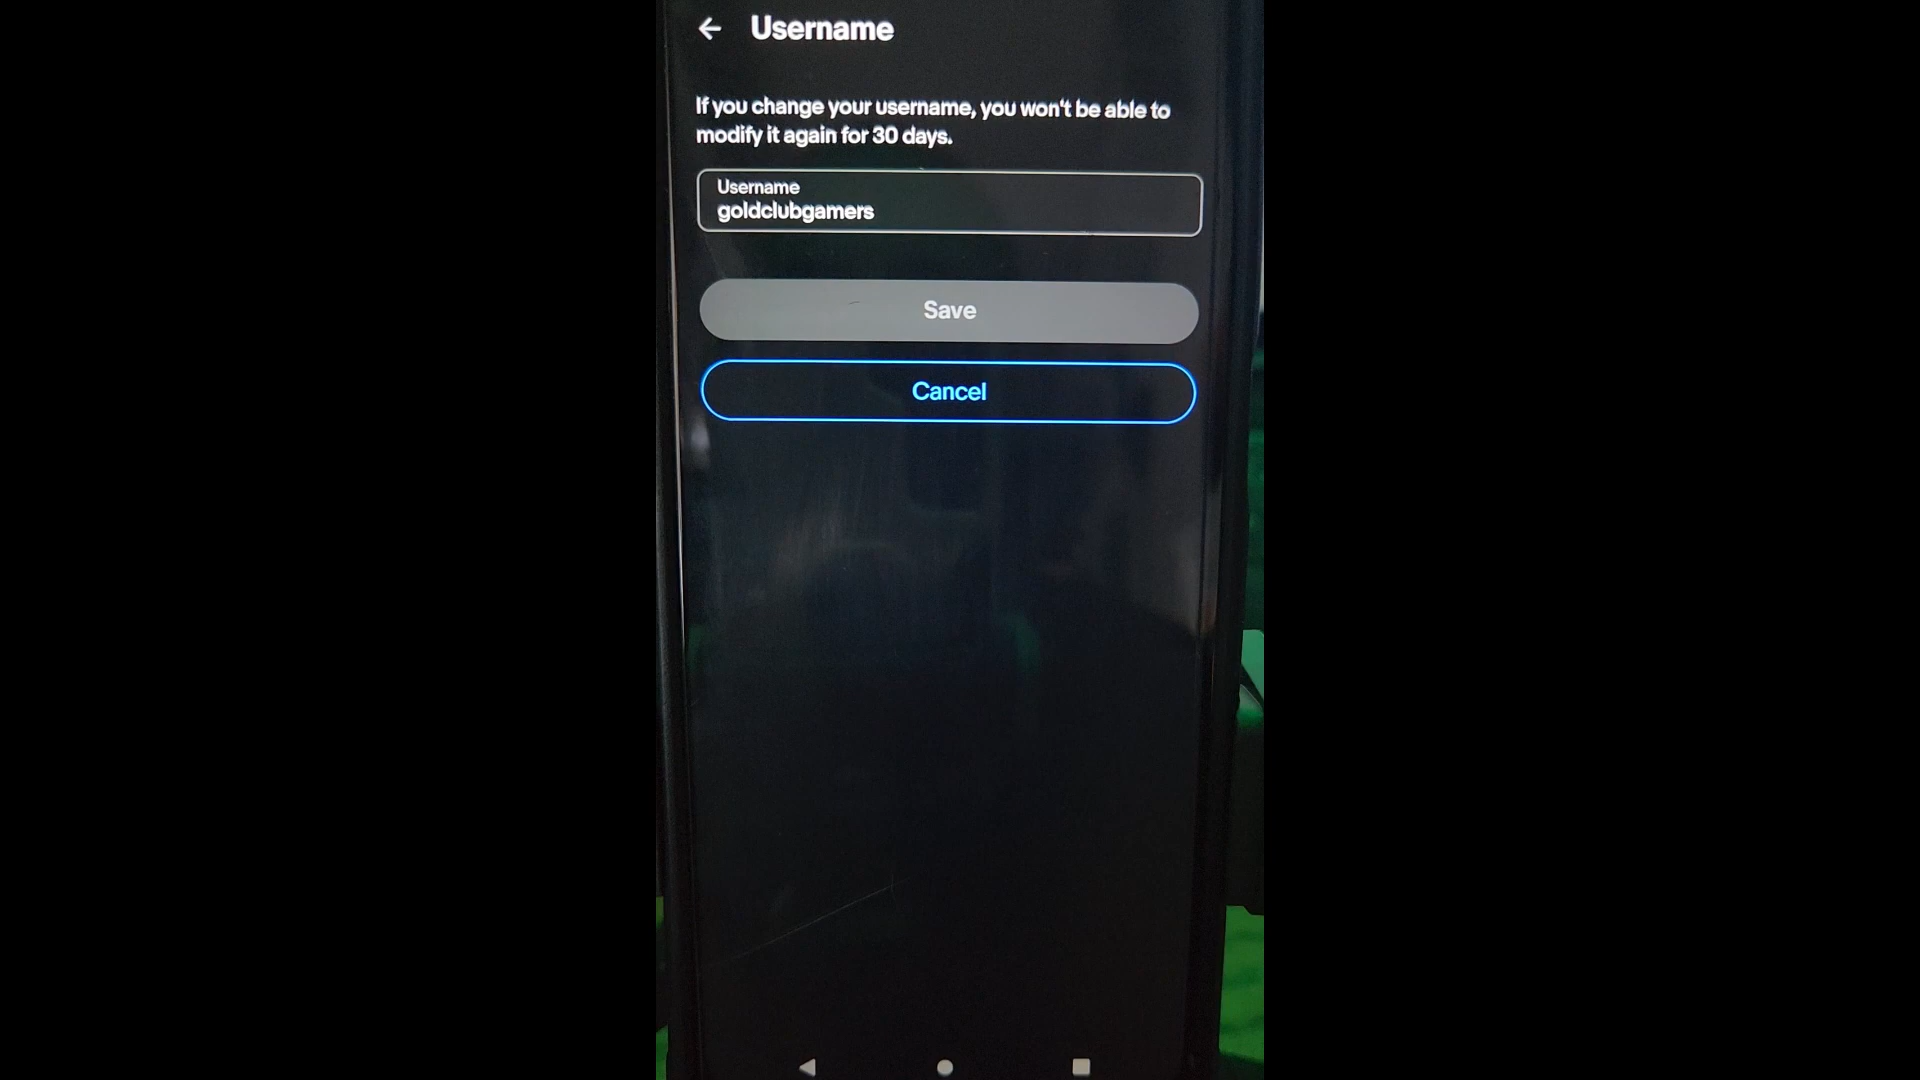 Username
If you change your username, you won't be able to
modify it again for 30 days.
Username
goldclubgamers
Save
Cancel